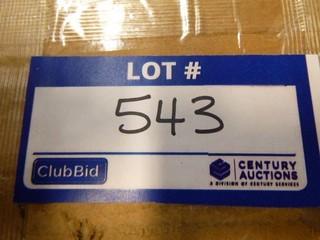 LOT #
543
ClubBid
CENTURY
AUCTIONS
A DIVISION OF CENTURY SERVICES